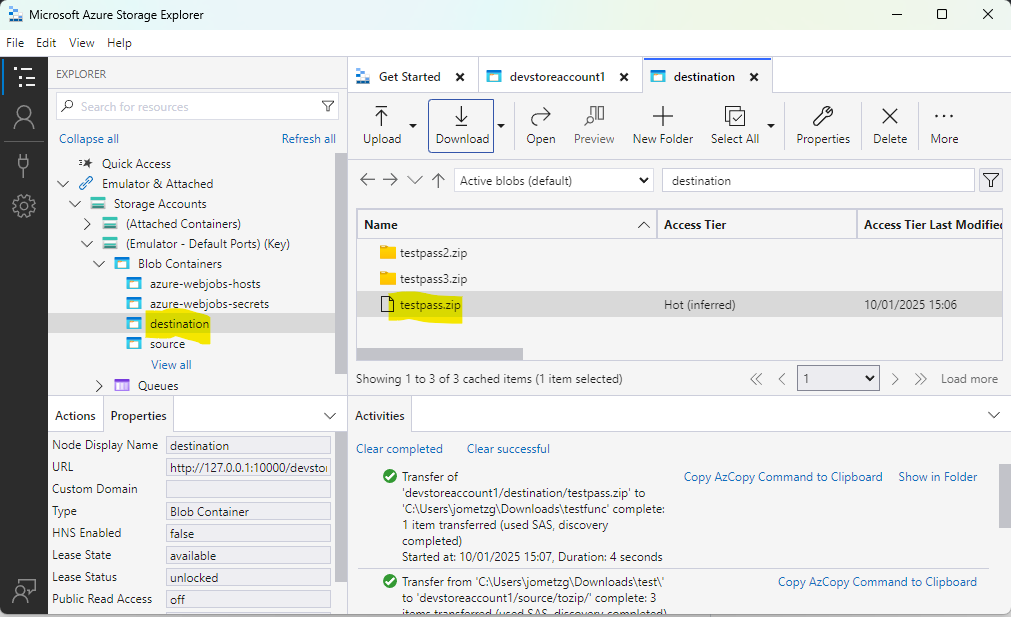 Microsoft Azure Storage Explorer
File Edit View Help
EXPLORER
Search for resources
Collapse all Refresh all
Quick Access
Emulator & Attached
Storage Accounts
(Attached Containers)
(Emulator - Default Ports) (Key)
Blob Containers
azure-webjobs-hosts
azure-webjobs-secrets
destination
source
View all
Queues
Actions Properties
Node Display Name destination
URL http://127.0.0.1:10000/devstor
Custom Domain
Type Blob Container
HNS Enabled false
Lease State available
Lease Status unlocked
Public Read Access off
Get Started devstoreaccount1 destination
Upload Download Open Preview New Folder Select All Properties Delete More
Active blobs (default) destination
Name Access Tier Access Tier Last Modified
testpass2.zip
testpass3.zip
testpass.zip Hot (inferred) 10/01/2025 15:06
Showing 1 to 3 of 3 cached items (1 item selected) 1 Load more
Activities
Clear completed Clear successful
Transfer of Copy AzCopy Command to Clipboard Show in Folder
'devstoreaccount1/destination/testpass.zip' to
'C:\Users\jometzg\Downloads\testfunc' complete:
1 item transferred (used SAS, discovery
completed)
Started at: 10/01/2025 15:07, Duration: 4 seconds
Transfer from 'C:\Users\jometzg\Downloads\test\' Copy AzCopy Command to Clipboard
to 'devstoreaccount1/source/tozip/' complete: 3
items transferred (used SAS, discovery completed)